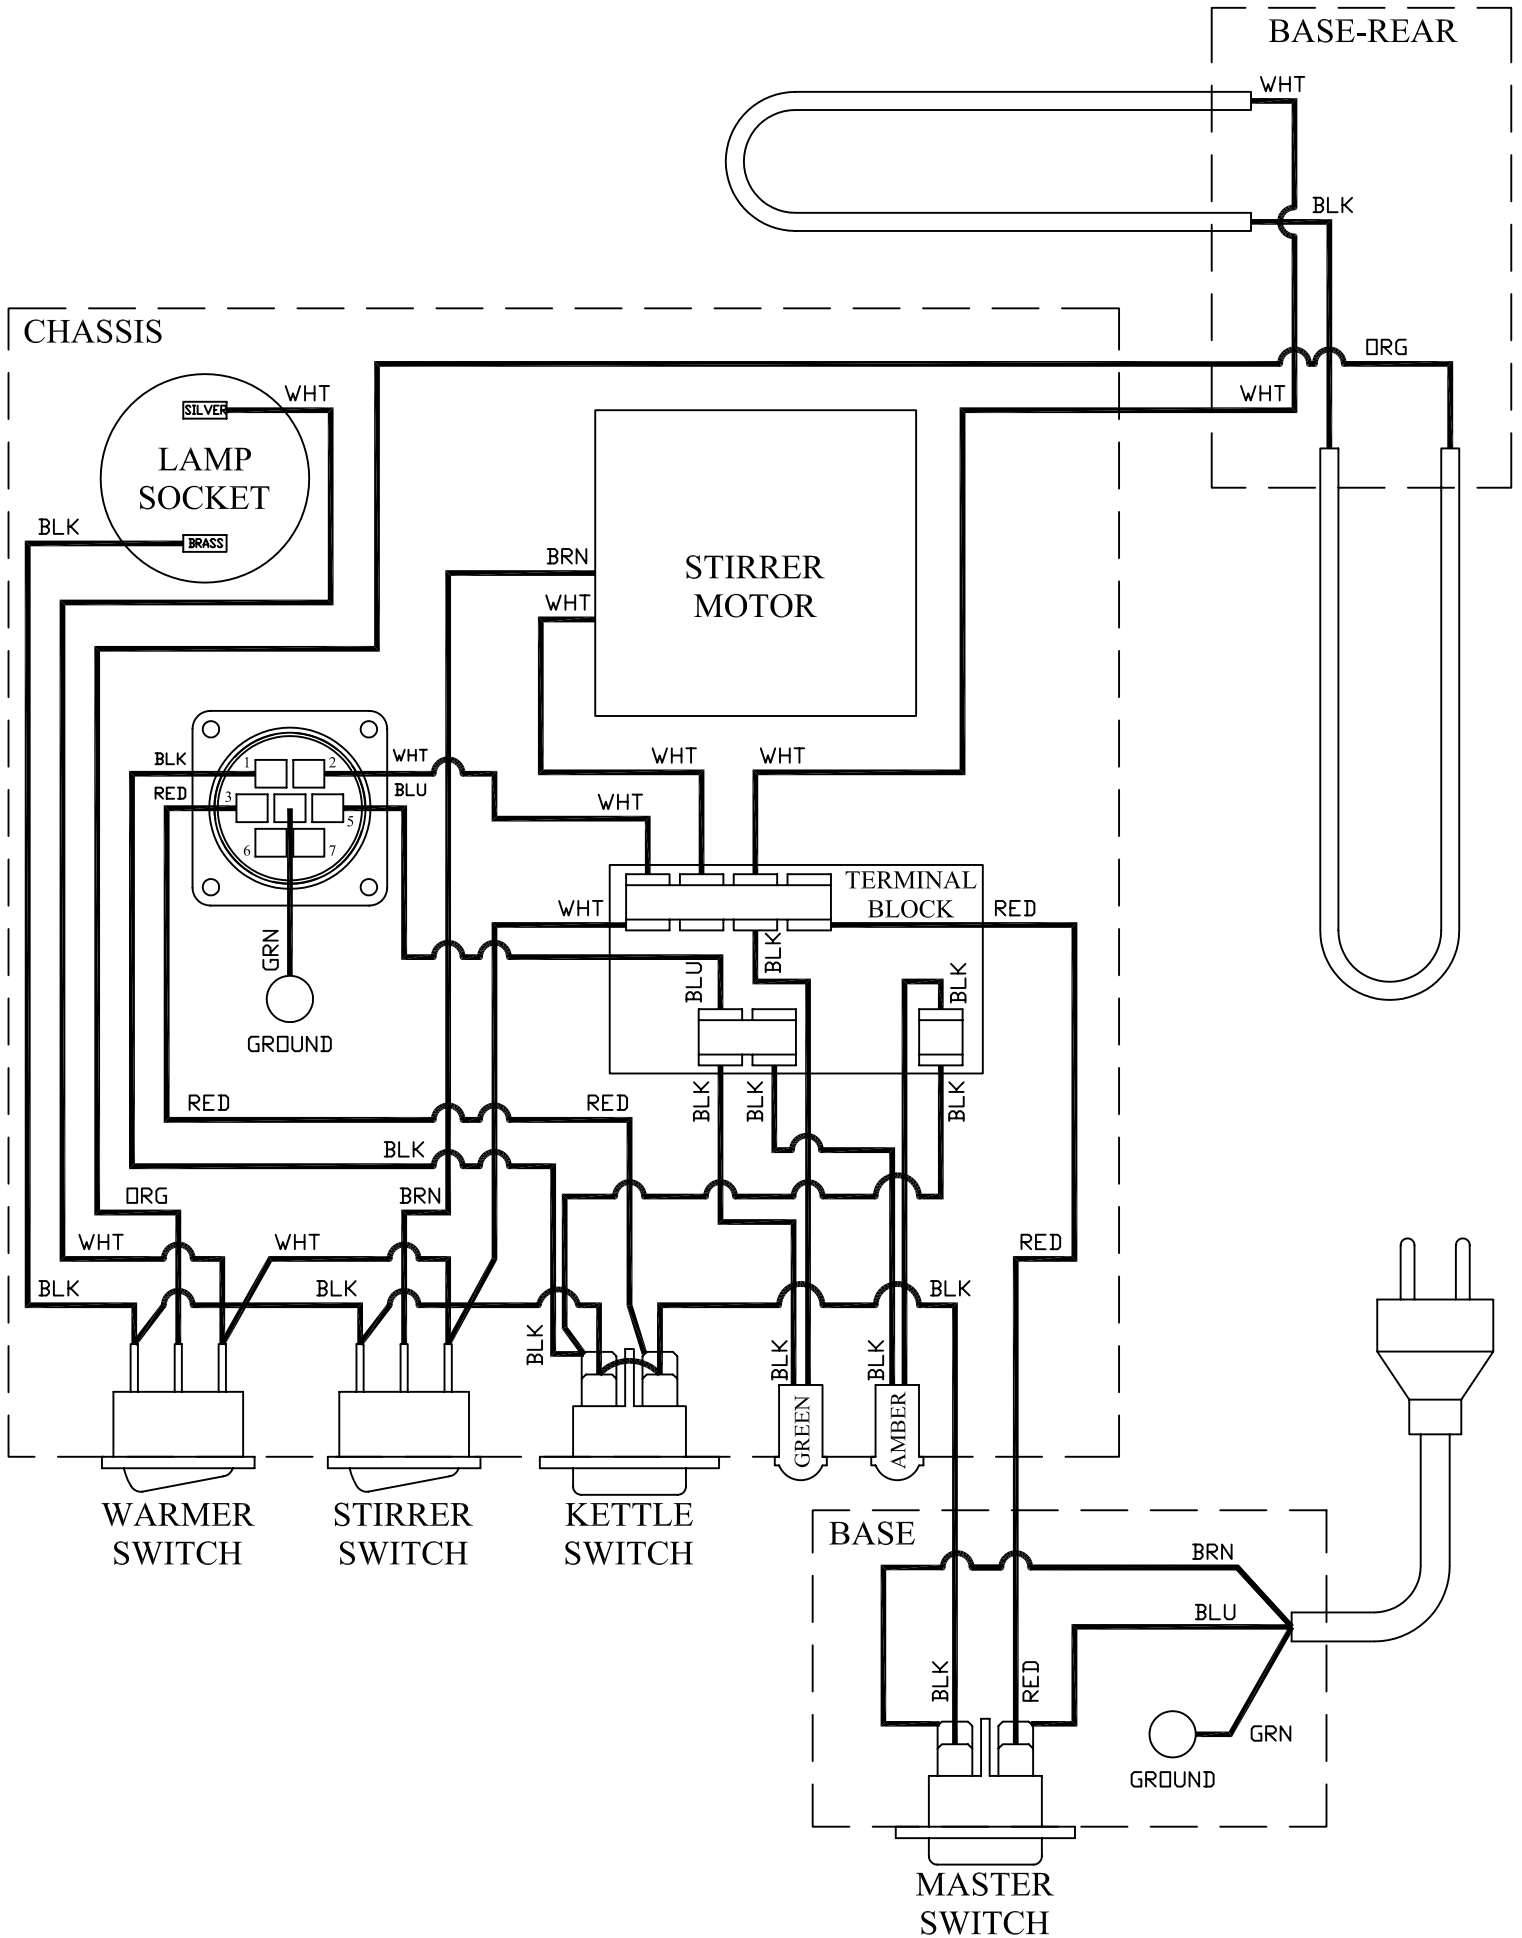 BASE-REAR
WHT
BLK
CHASSIS
ORG
WHT
WHT
SILVER
LAMP
SOCKET
BLK
BRASS
BRN
STIRRER
MOTOR
WHT
WHT
WHT
BLK
1
2
WHT
RED
3
BLU
5
WHT
6
7
TERMINAL
BLOCK
WHT
RED
GRN
BLK
BLU
BLK
GROUND
RED
RED
BLK
BLK
BLK
BLK
ORG
BRN
WHT
WHT
RED
BLK
BLK
BLK
BLK
BLK
BLK
GREEN
AMBER
WARMER
SWITCH
STIRRER
SWITCH
KETTLE
SWITCH
BASE
BRN
BLU
BLK
RED
GRN
GROUND
MASTER
SWITCH